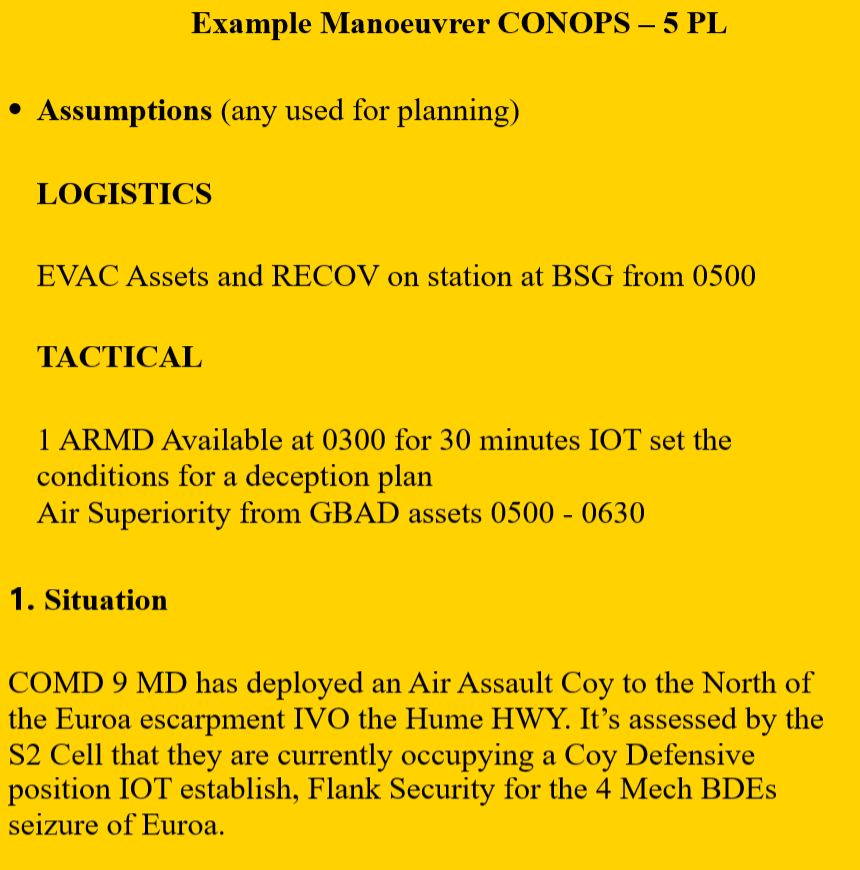 Example Manoeuvrer CONOPS – 5 PL
• Assumptions (any used for planning)
LOGISTICS
EVAC Assets and RECOV on station at BSG from 0500
TACTICAL
1 ARMD Available at 0300 for 30 minutes IOT set the
conditions for a deception plan
Air Superiority from GBAD assets 0500 - 0630
1. Situation
COMD 9 MD has deployed an Air Assault Coy to the North of
the Euroa escarpment IVO the Hume HWY. It’s assessed by the
S2 Cell that they are currently occupying a Coy Defensive
position IOT establish, Flank Security for the 4 Mech BDEs
seizure of Euroa.